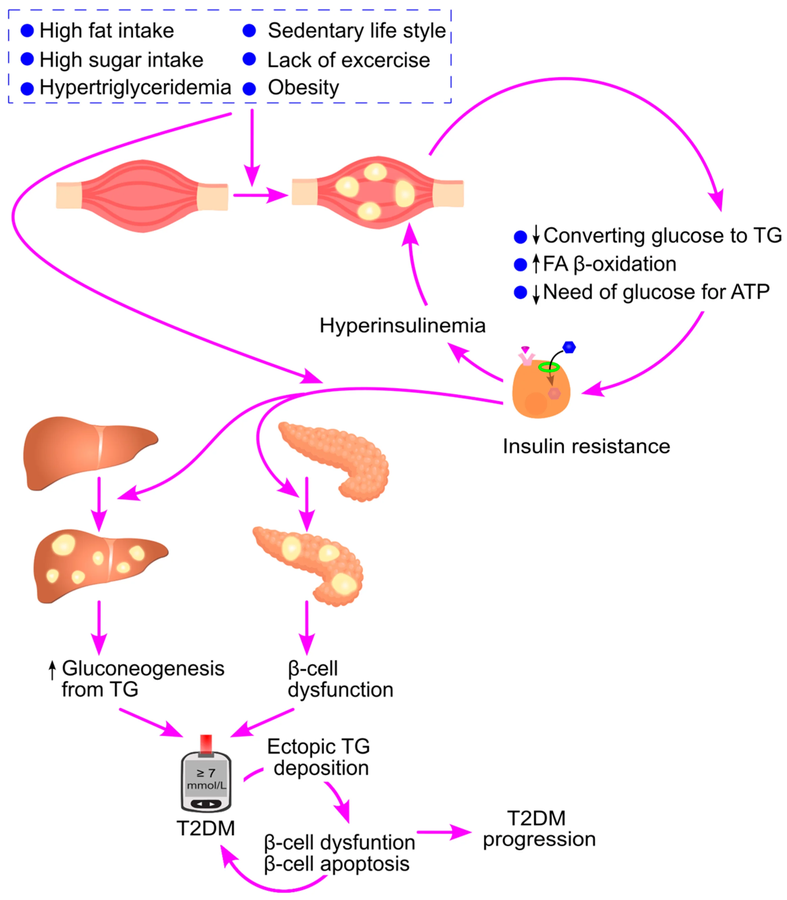 High fat intake
High sugar intake
Hypertriglyceridemia
Sedentary life style
Lack of excercise
Obesity
↓Converting glucose to TG
↑FA β-oxidation
↓Need of glucose for ATP
Hyperinsulinemia
Insulin resistance
↑Gluconeogenesis
from TG
β-cell
dysfunction
≥ 7
mmol/L
T2DM
Ectopic TG
deposition
β-cell dysfuntion
β-cell apoptosis
T2DM
progression